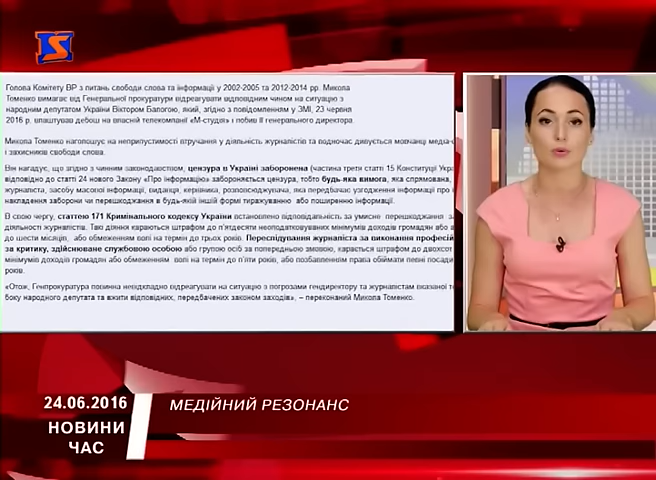 S
Голова Комітету ВР з питань свободи слова та інформації у 2002-2005 та 2012-2014 рр. Микола
Томенко вимагає від Генеральної прокуратури відреагувати відповідним чином на ситуацію з
народним депутатом України Віктором Балогою, який, згідно з повідомленням у ЗМІ, 23 червня
2016 р. влаштував дебош на власній телекомпанії «М-студія» і побив її генерального директора.
Микола Томенко наголошує на неприпустимості втручання у діяльність журналістів та водночас дивується мовчанці
і захисників свободи слова.
Він нагадує, що згідно з чинним законодавством, цензура в Україні заборонена (частина третя статті 15 Конституції
відповідно до статті 24 нового Закону «Про інформацію» забороняється цензура, тобто будь-яка вимога, яка спрямована,
журналіста, засобу масової інформації, видавця, керівника, розповсюджувача, яка передбачає узгодження інформації про
накладення заборони чи перешкоджання в будь-якій іншій формі тиражуванню або поширенню інформації.
В свою чергу, статтею 171 Кримінального кодексу України встановлено відповідальність за умисне перешкоджання
діяльності журналістів. Такі діяння караються штрафом до п'ятдесяти неоподатковуваних мінімумів доходів громадян або
до шести місяців, або обмеженням волі на термін до трьох років. Переслідування журналіста за виконання
за критику, здійснюване службовою особою або групою осіб за попередньою змовою, карається штрафом до двохсот
мінімумів доходів громадян або обмеженням волі на термін до п'яти років, або позбавленням права обіймати певні
років.
«Отож, Генпрокуратура повинна невідкладно відреагувати на ситуацію з погрозами гендиректору та журналістам вказаної
боку народного депутата та вжити відповідних, передбачених законом заходів», – переконаний Микола Томенко.
24.06.2016
НОВИНИ
ЧАС
МЕДІЙНИЙ РЕЗОНАНС